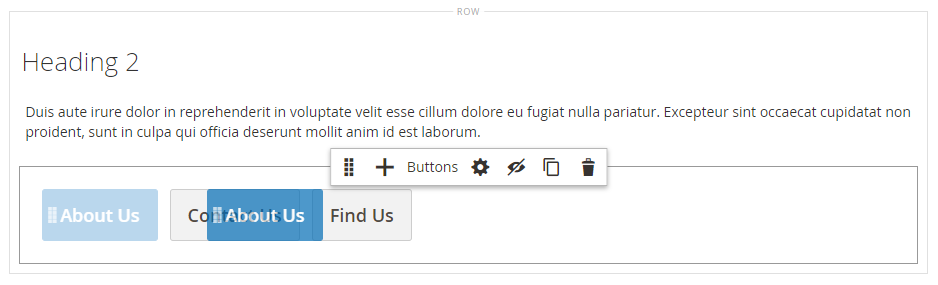 ROW
Heading 2
Duis aute irure dolor in reprehenderit in voluptate velit esse cillum dolore eu fugiat nulla pariatur. Excepteur sint occaecat cupidatat non
proident, sunt in culpa qui officia deserunt mollit anim id est laborum.
Buttons
About Us
About Us
Find Us